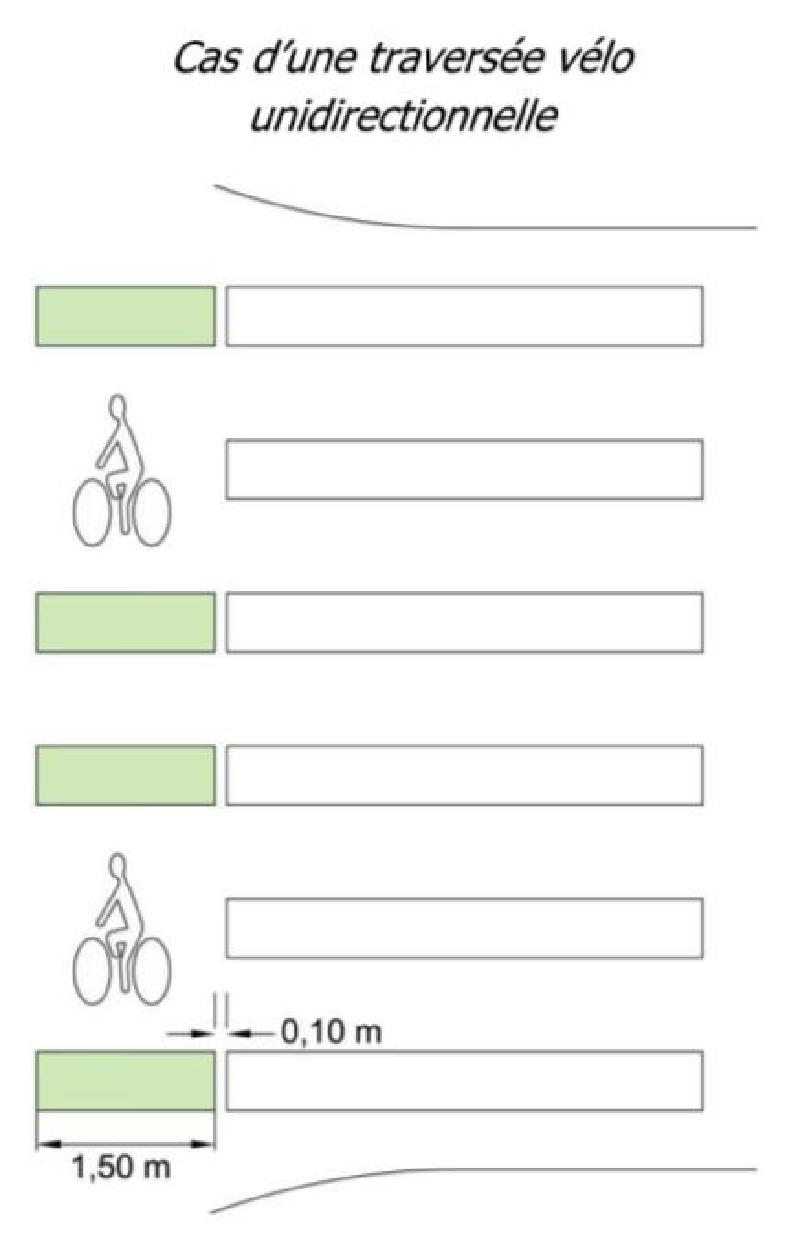 Cas d'une traversée vélo
unidirectionnelle
0,10 m
1,50 m